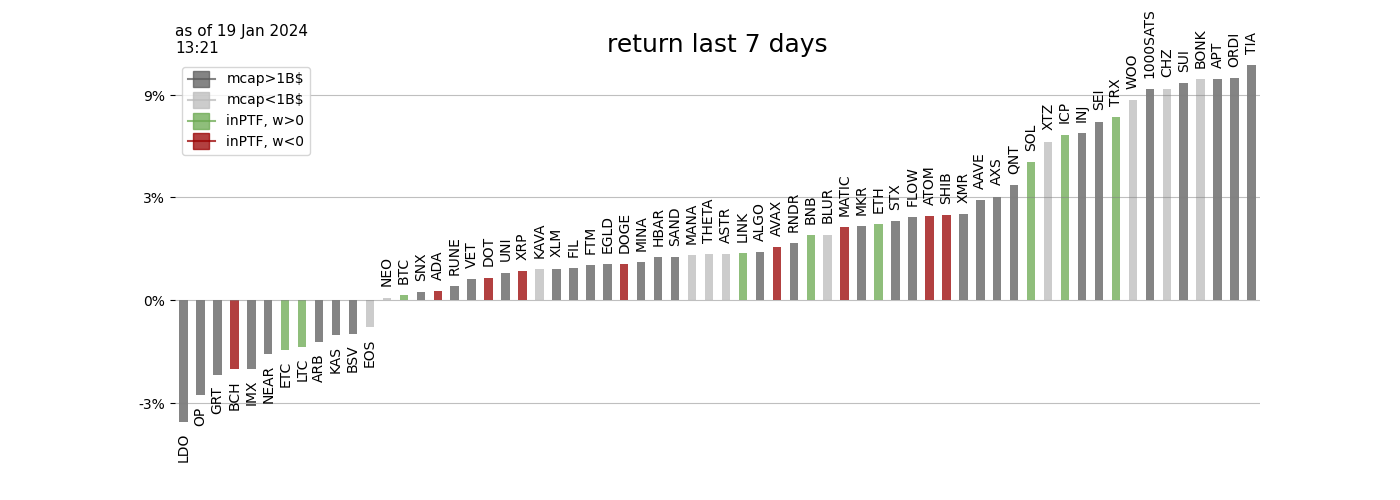 as of 19 Jan 2024
13:21
return last 7 days
mcap>1B$
mcap<1B$
inPTF, w>0
inPTF, w<0
9%
3%
0%
-3%
LDO
OP
GRT
BCH
IMX
NEAR
ETC
LTC
ARB
KAS
BSV
EOS
NEO
BTC
SNX
ADA
RUNE
VET
DOT
UNI
XRP
KAVA
XLM
FIL
FTM
EGLD
DOGE
MINA
HBAR
SAND
MANA
THETA
ASTR
LINK
ALGO
AVAX
RNDR
BNB
BLUR
MATIC
MKR
ETH
STX
FLOW
ATOM
SHIB
XMR
AAVE
AXS
QNT
SOL
XTZ
ICP
INJ
SEI
TRX
WOO
1000SATS
CHZ
SUI
BONK
APT
ORDI
TIA